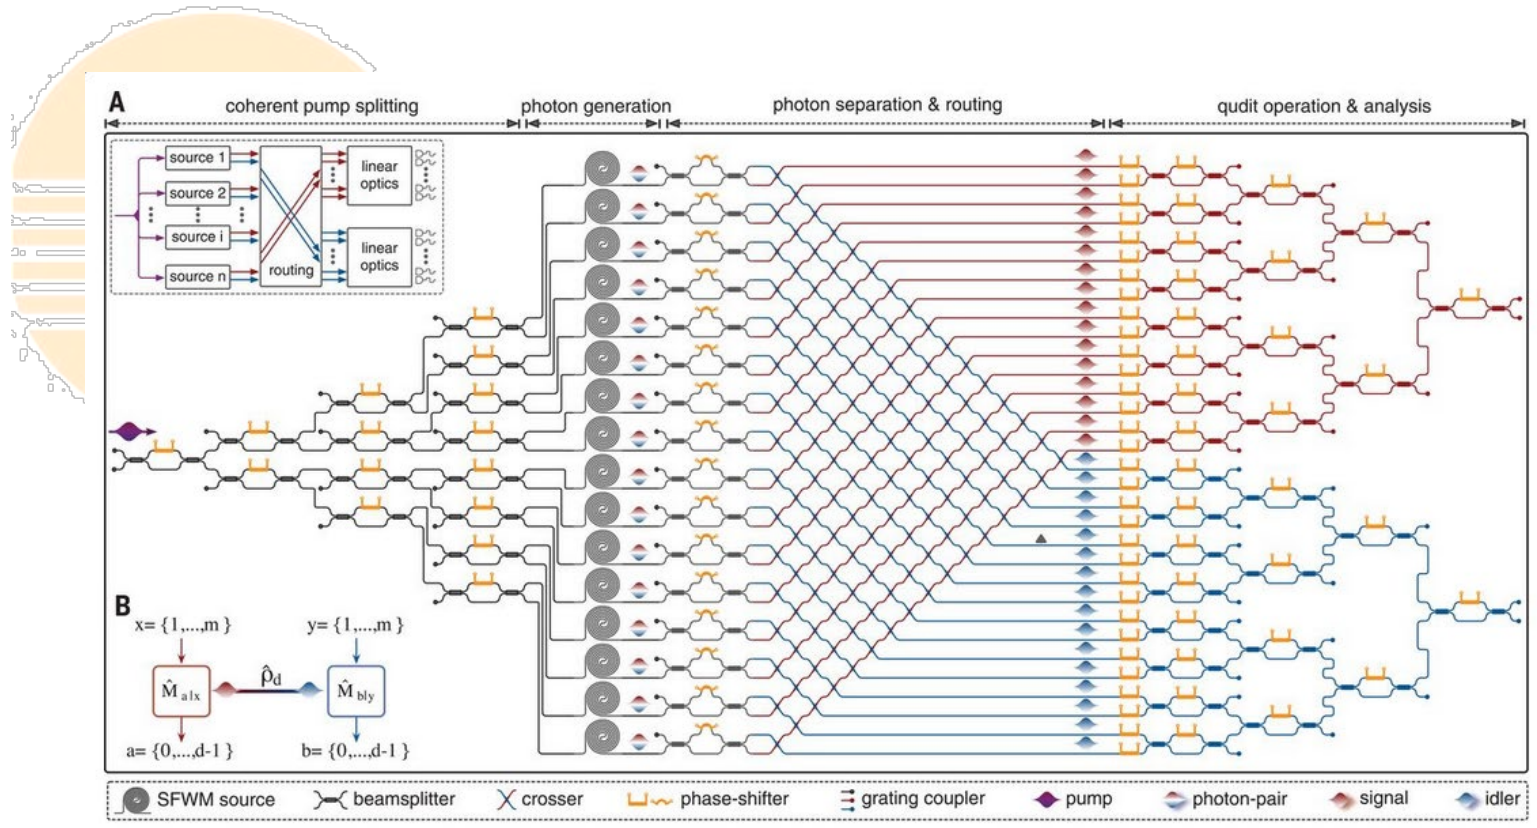 A
coherent pump splitting
photon generation
photon separation & routing
qudit operation & analysis
source 1
source 2
source i
source n
routing
linear
optics
linear
optics
B
x= {1,...,m }
y= {1,...,m }
M̂ a|x
ρ̂d
M̂ b|y
a= {0,...,d-1 }
b= {0,...,d-1 }
SFWM source
beamsplitter
crosser
phase-shifter
grating coupler
pump
photon-pair
signal
idler